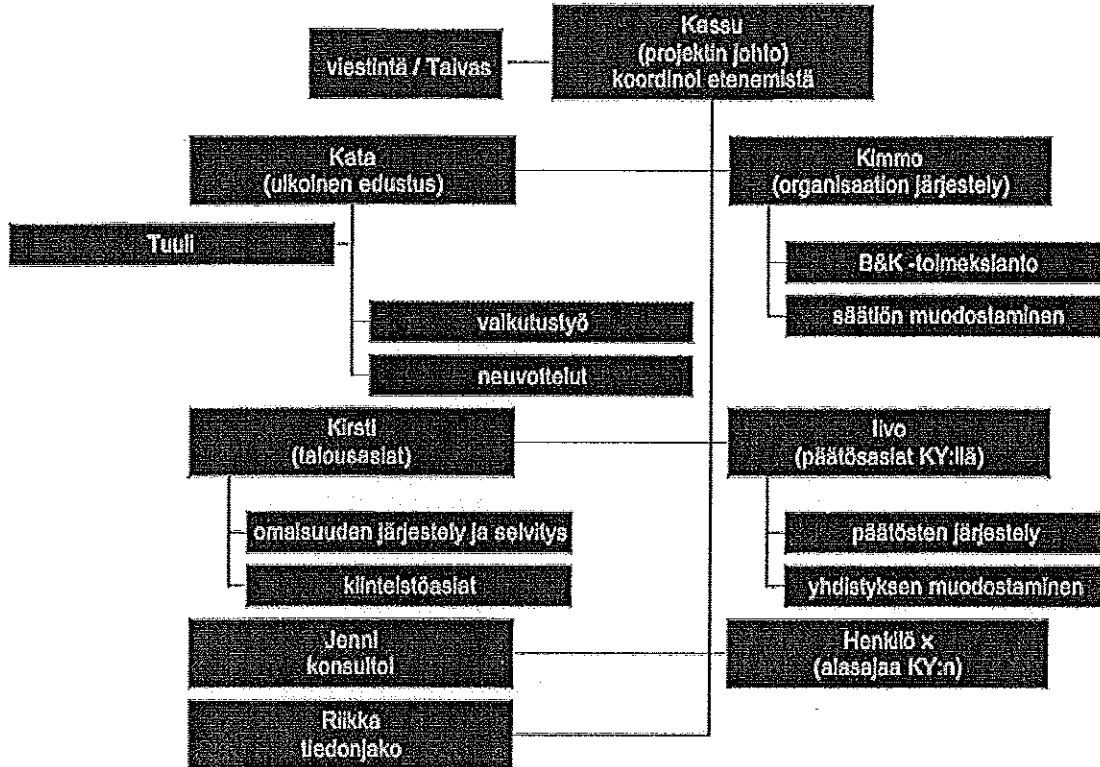 Kassu
(projektin johto)
koordinoi etenemistä
viestintä / Taivas
Kata
(ulkoinen edustus)
Kimmo
(organisaation järjestely)
Tuuli
B&K -toimeksianto
säätiön muodostaminen
vaikutustyö
neuvottelut
Kirsti
(talousasiat)
Iivo
(päätösasiat KY:llä)
omaisuuden järjestely ja selvitys
kiinteistöasiat
päätösten järjestely
yhdistyksen muodostaminen
Jenni
konsultoi
Henkilö x
(alasajaa KY:n)
Riikka
tiedonjako